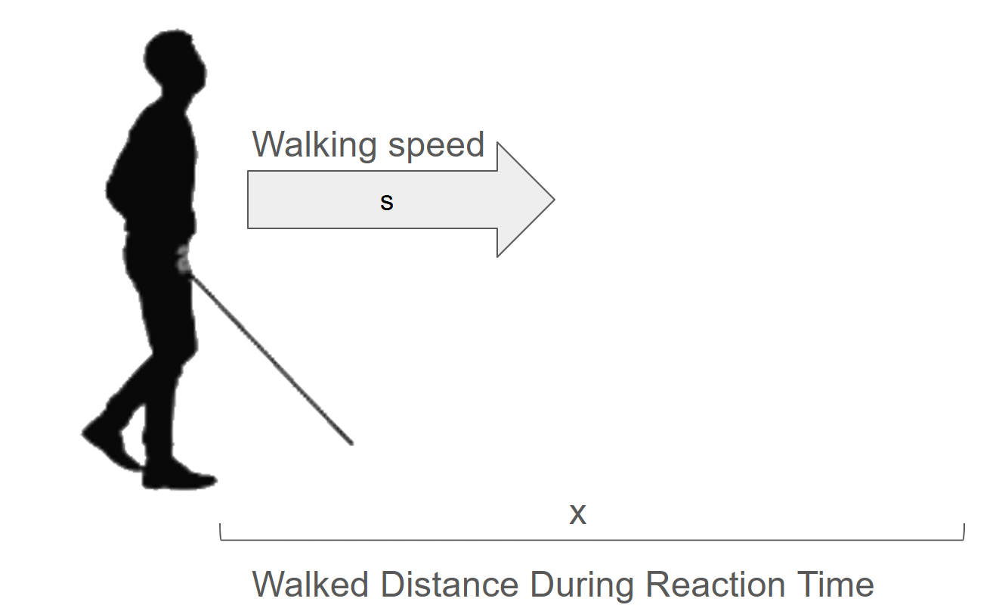 Walking speed
s
x
Walked Distance During Reaction Time